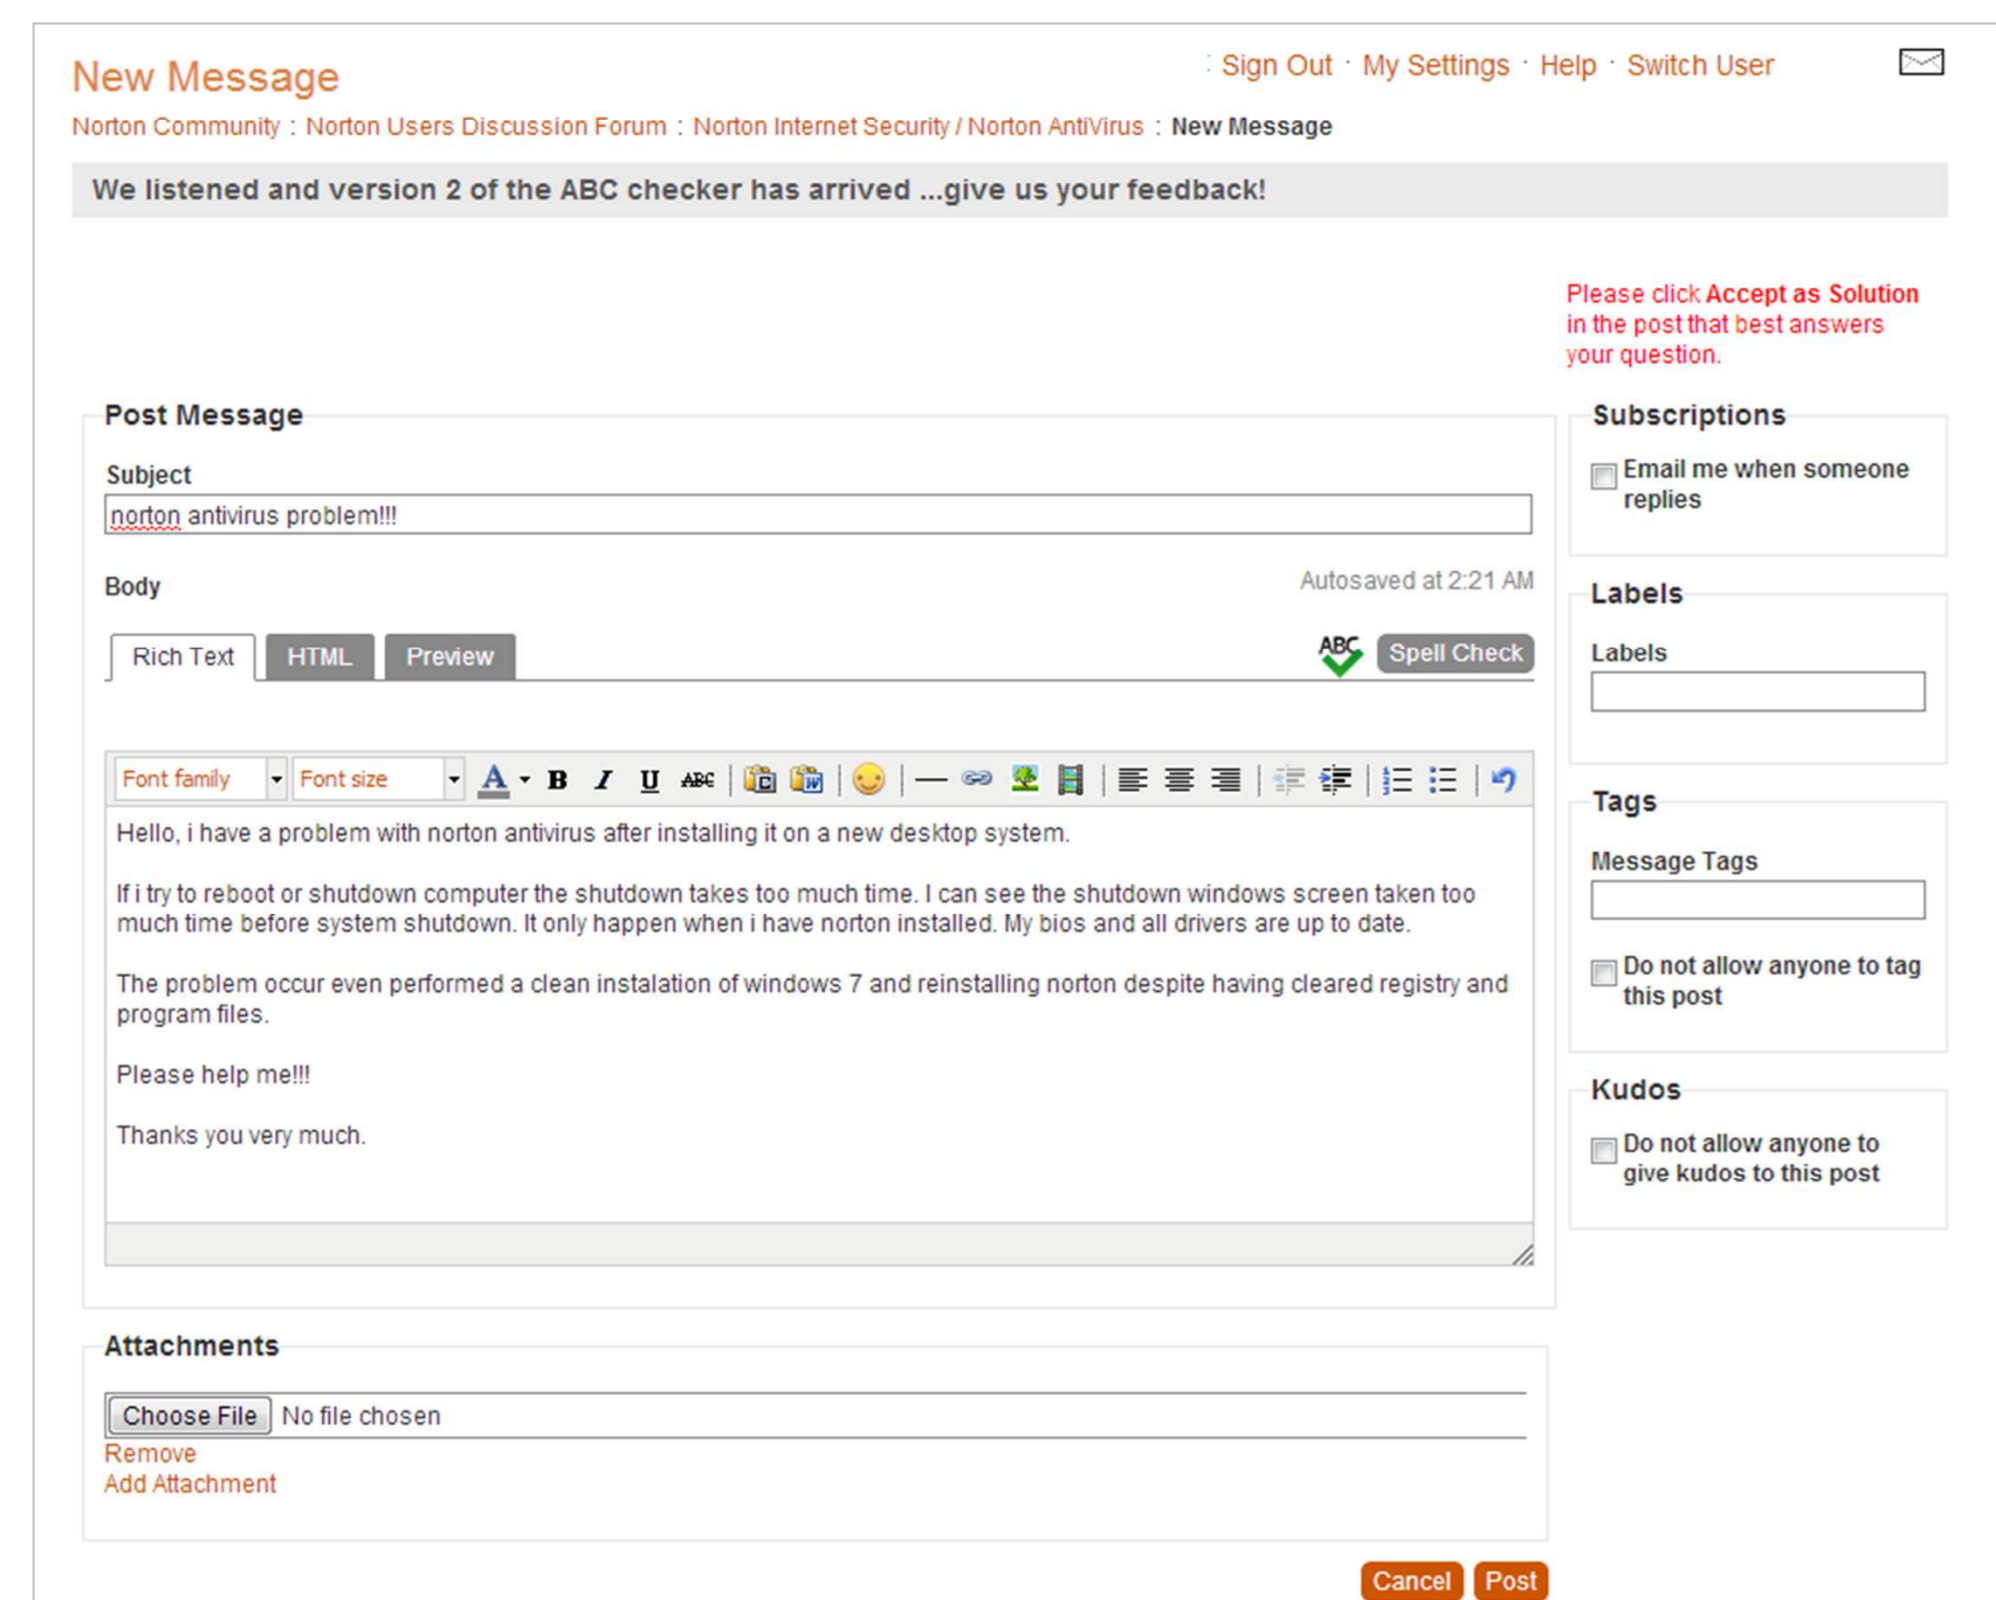 New Message
Sign Out · My Settings · Help · Switch User
Norton Community : Norton Users Discussion Forum : Norton Internet Security / Norton AntiVirus : New Message
We listened and version 2 of the ABC checker has arrived ...give us your feedback!
Please click Accept as Solution
in the post that best answers
your question.
Post Message
Subject
norton antivirus problem!!!
Body
Autosaved at 2:21 AM
Rich Text
HTML
Preview
ABC
Spell Check
Font family
Font size
A
B
I
U
ABC
Hello, i have a problem with norton antivirus after installing it on a new desktop system.
If i try to reboot or shutdown computer the shutdown takes too much time. I can see the shutdown windows screen taken too
much time before system shutdown. It only happen when i have norton installed. My bios and all drivers are up to date.
The problem occur even performed a clean instalation of windows 7 and reinstalling norton despite having cleared registry and
program files.
Please help me!!!
Thanks you very much.
Attachments
Choose File No file chosen
Remove
Add Attachment
Cancel
Post
Subscriptions
Email me when someone
replies
Labels
Labels
Tags
Message Tags
Do not allow anyone to tag
this post
Kudos
Do not allow anyone to
give kudos to this post